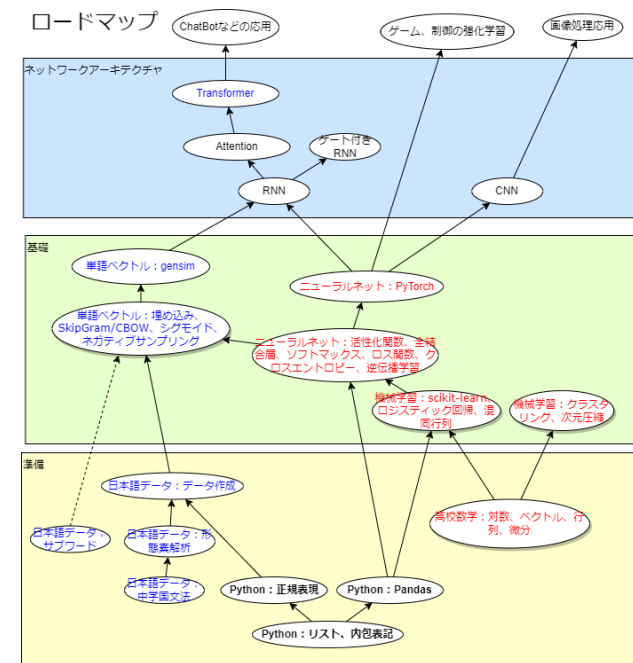 ロードマップ
ChatBotなどの応用
ゲーム、制御の強化学習
画像処理応用
ネットワークアーキテクチャ
Transformer
Attention
ゲート付き
RNN
RNN
CNN
基礎
単語ベクトル：gensim
ニューラルネット：PyTorch
単語ベクトル：埋め込み、
SkipGram/CBOW、シグモイド、
ネガティブサンプリング
ニューラルネット：活性化関数、全結
合層、ソフトマックス、ロス関数、ク
ロスエントロピー、逆伝播学習
機械学習：scikit-learn
ロジスティック回帰、混
同行列
機械学習：クラスタ
リング、次元圧縮
準備
日本語データ：データ作成
高校数学：対数、ベクトル、行
列、微分
日本語データ：
サブワード
日本語データ：形
態素解析
日本語データ：
中学国文法
Python：正規表現
Python：Pandas
Python：リスト、内包表記